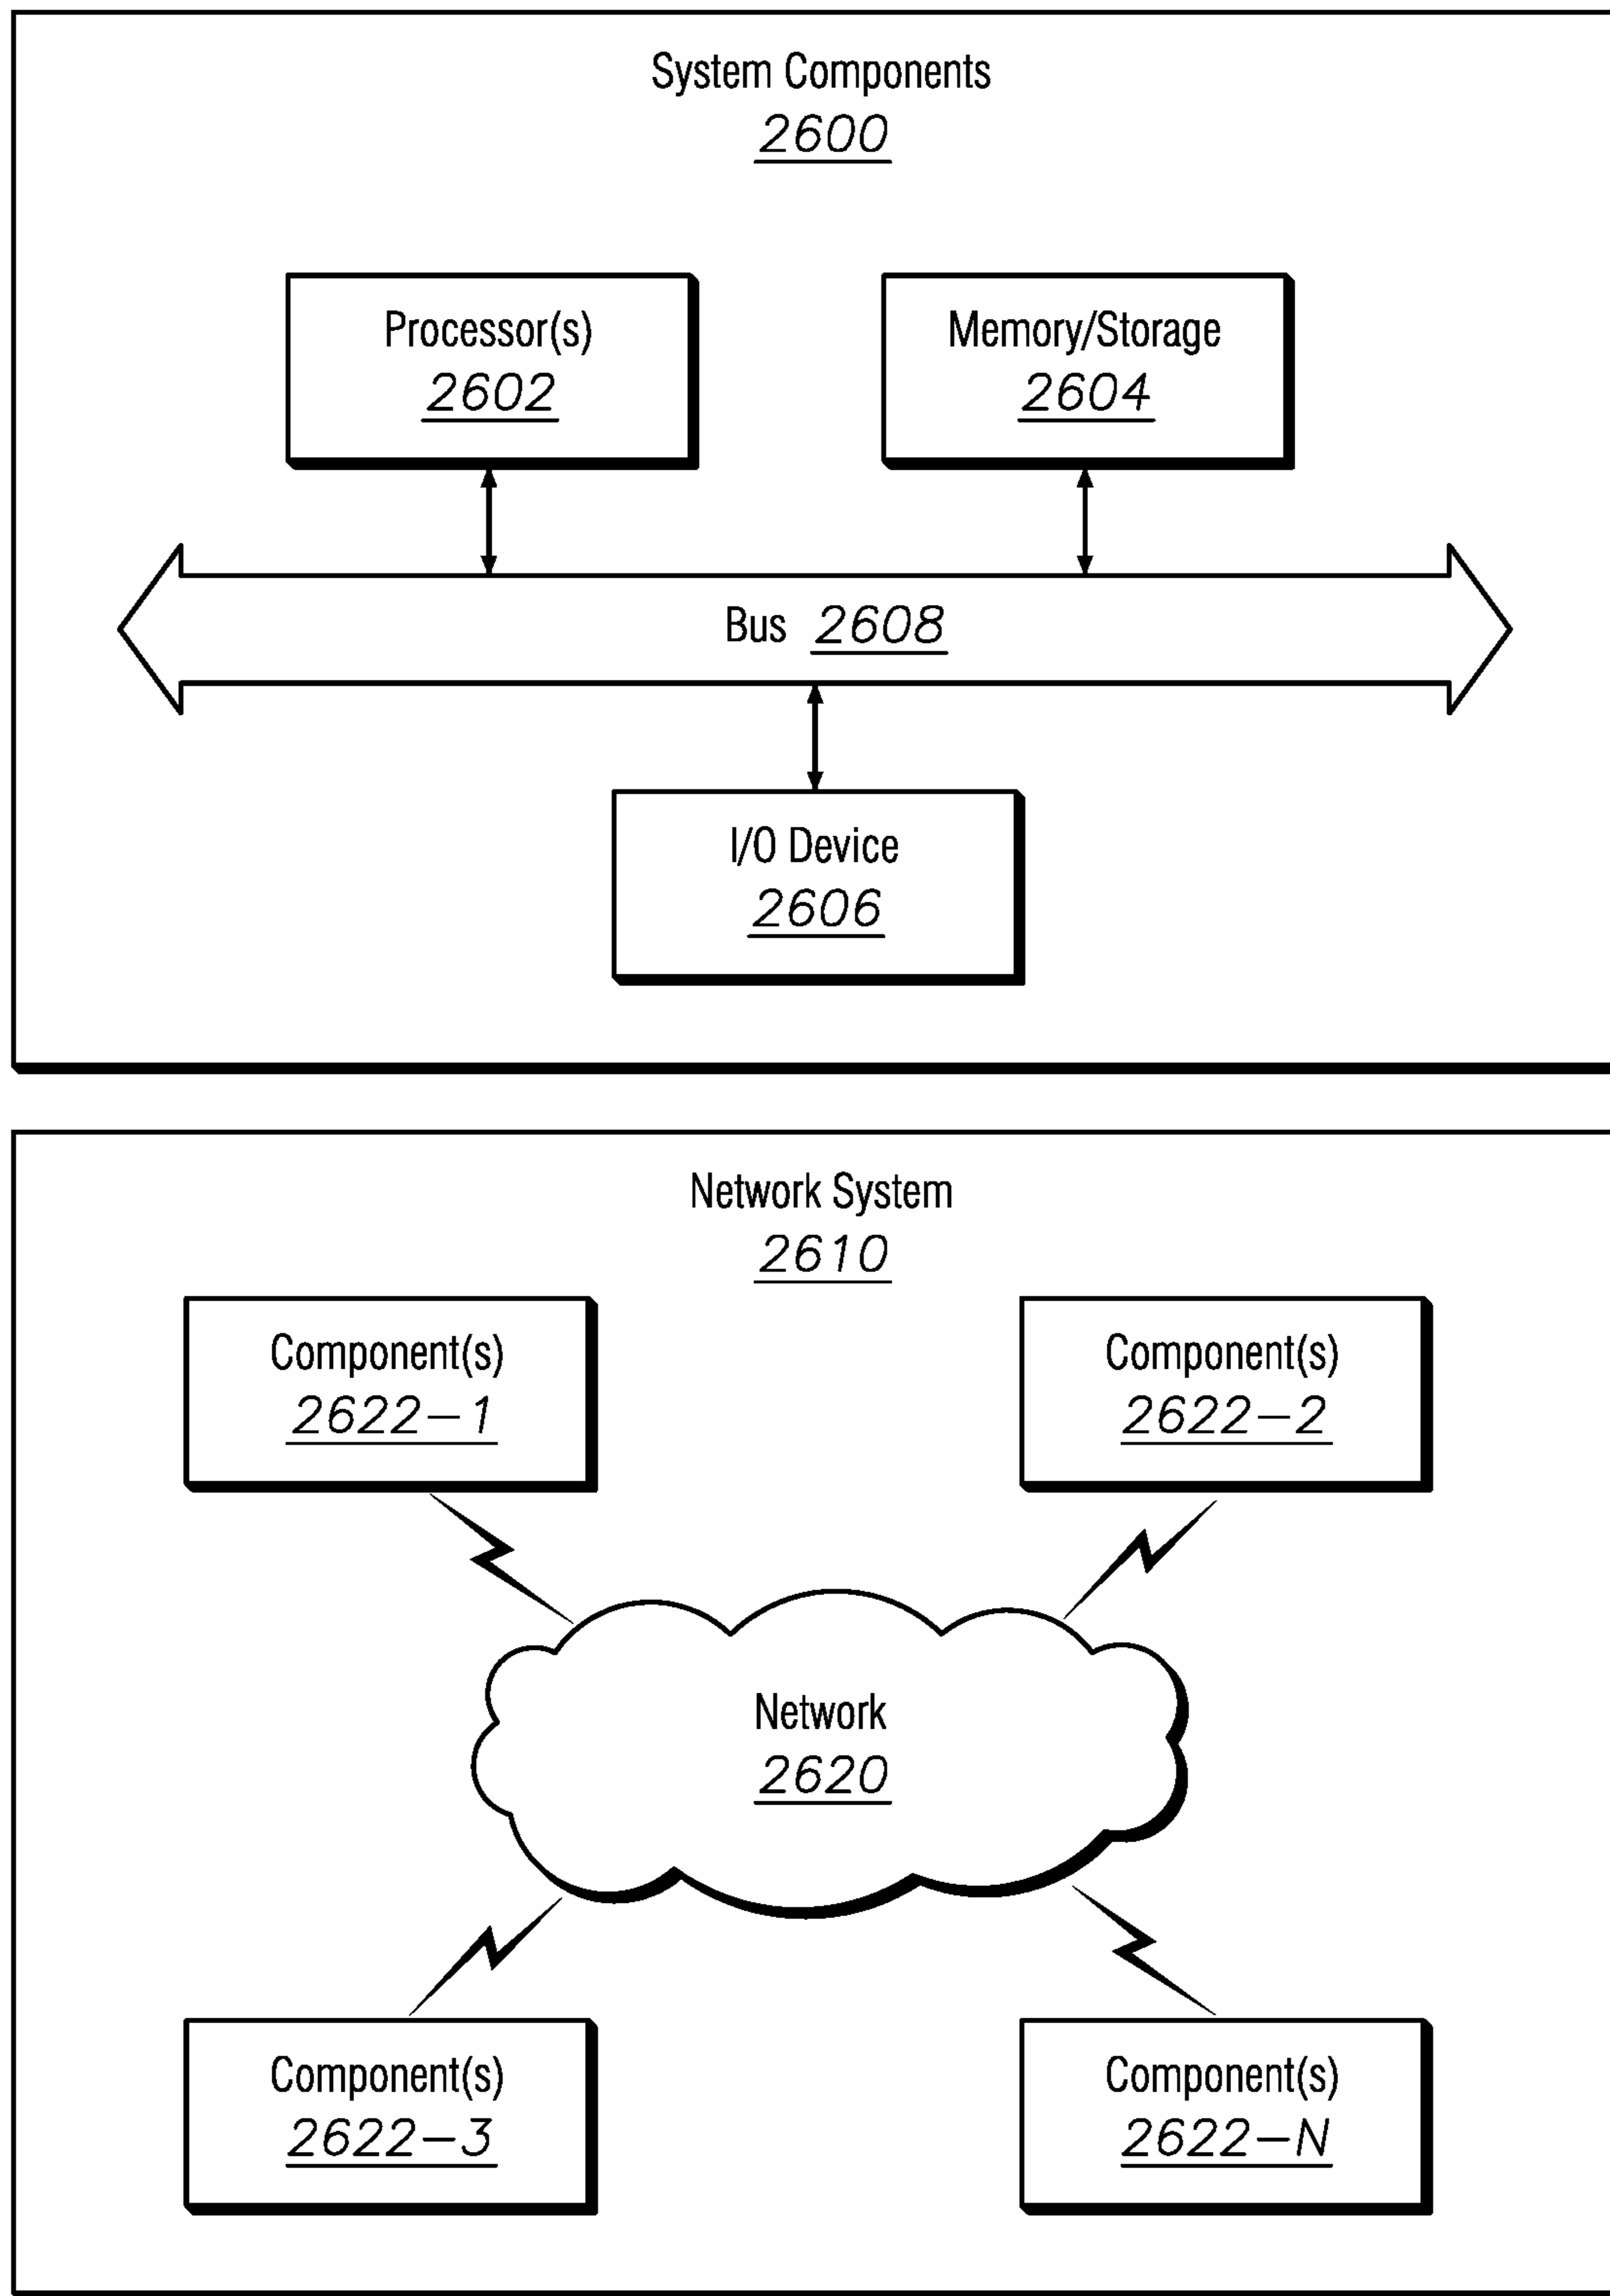 System Components
2600
Processor(s)
2602
Memory/Storage
2604
Bus 2608
I/O Device
2606
Network System
2610
Component(s)
2622-1
Component(s)
2622-2
Network
2620
Component(s)
2622-3
Component(s)
2622-N